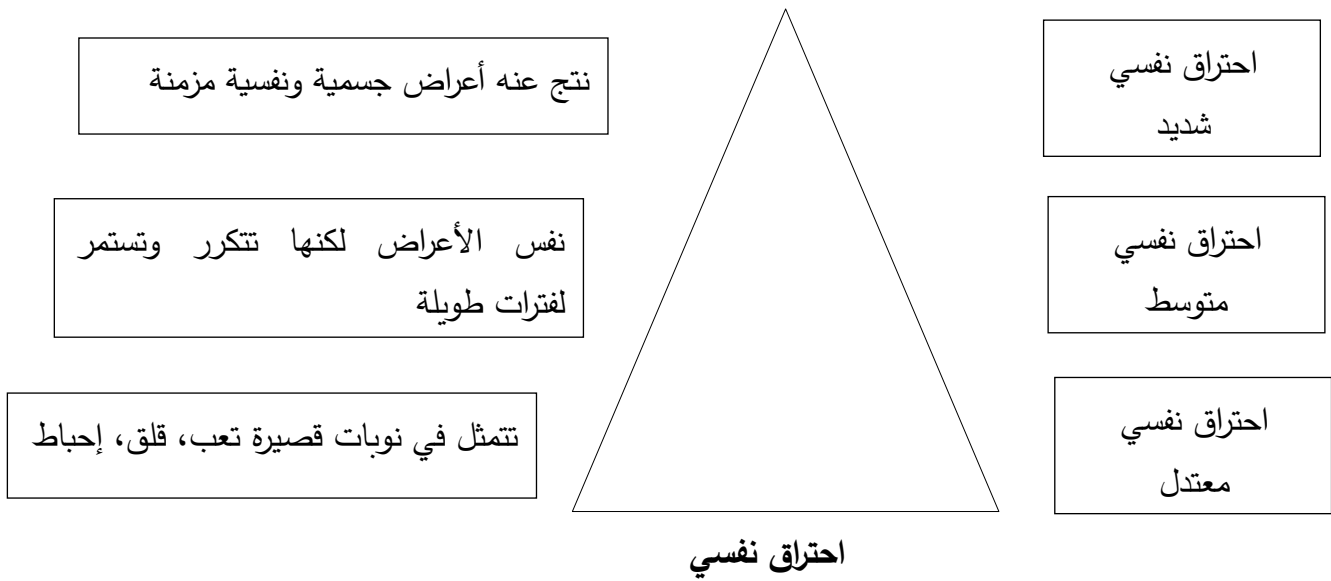 احتراق نفسي
شديد
نتج عنه أعراض جسمية ونفسية مزمنة
احتراق نفسي
متوسط
نفس الأعراض لكنها تتكرر وتستمر
لفترات طويلة
احتراق نفسي
معتدل
تتمثل في نوبات قصيرة تعب، قلق، إحباط
احتراق نفسي